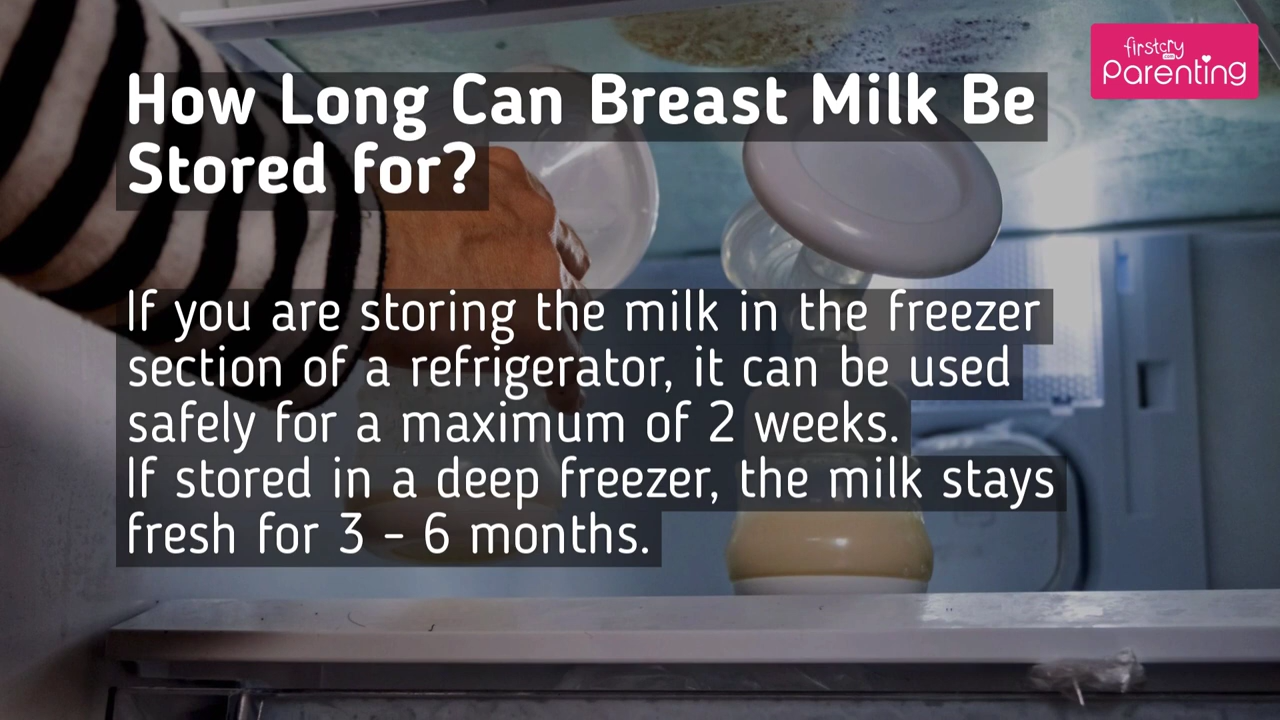 firstcry
.com
Parenting
How Long Can Breast Milk Be
Stored for?
If you are storing the milk in the freezer
section of a refrigerator, it can be used
safely for a maximum of 2 weeks.
If stored in a deep freezer, the milk stays
fresh for 3 – 6 months.